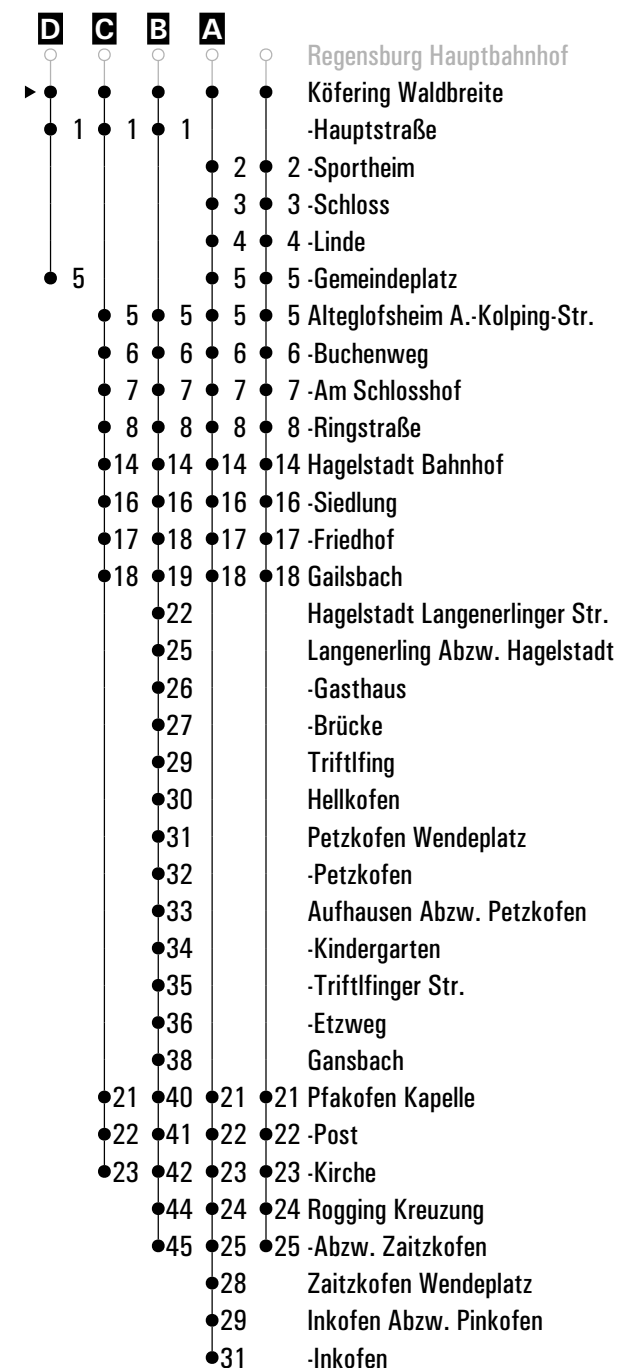 D C B A
Regensburg Hauptbahnhof
Köfering Waldbreite
1 1 1 -Hauptstraße
2 2 -Sportheim
3 3 -Schloss
4 4 -Linde
5 5 5 -Gemeindeplatz
5 5 5 5 Alteglofsheim A.-Kolping-Str.
6 6 6 6 -Buchenweg
7 7 7 7 -Am Schlosshof
8 8 8 8 -Ringstraße
14 14 14 14 Hagelstadt Bahnhof
16 16 16 16 -Siedlung
17 18 17 17 -Friedhof
18 19 18 18 Gailsbach
22 Hagelstadt Langenerlinger Str.
25 Langenerling Abzw. Hagelstadt
26 -Gasthaus
27 -Brücke
29 Triftlfing
30 Hellkofen
31 Petzkofen Wendeplatz
32 -Petzkofen
33 Aufhausen Abzw. Petzkofen
34 -Kindergarten
35 -Triftlfinger Str.
36 -Etzweg
38 Gansbach
21 40 21 21 Pfakofen Kapelle
22 41 22 22 -Post
23 42 23 23 -Kirche
44 24 24 Rogging Kreuzung
45 25 25 -Abzw. Zaitzkofen
28 Zaitzkofen Wendeplatz
29 Inkofen Abzw. Pinkofen
31 -Inkofen